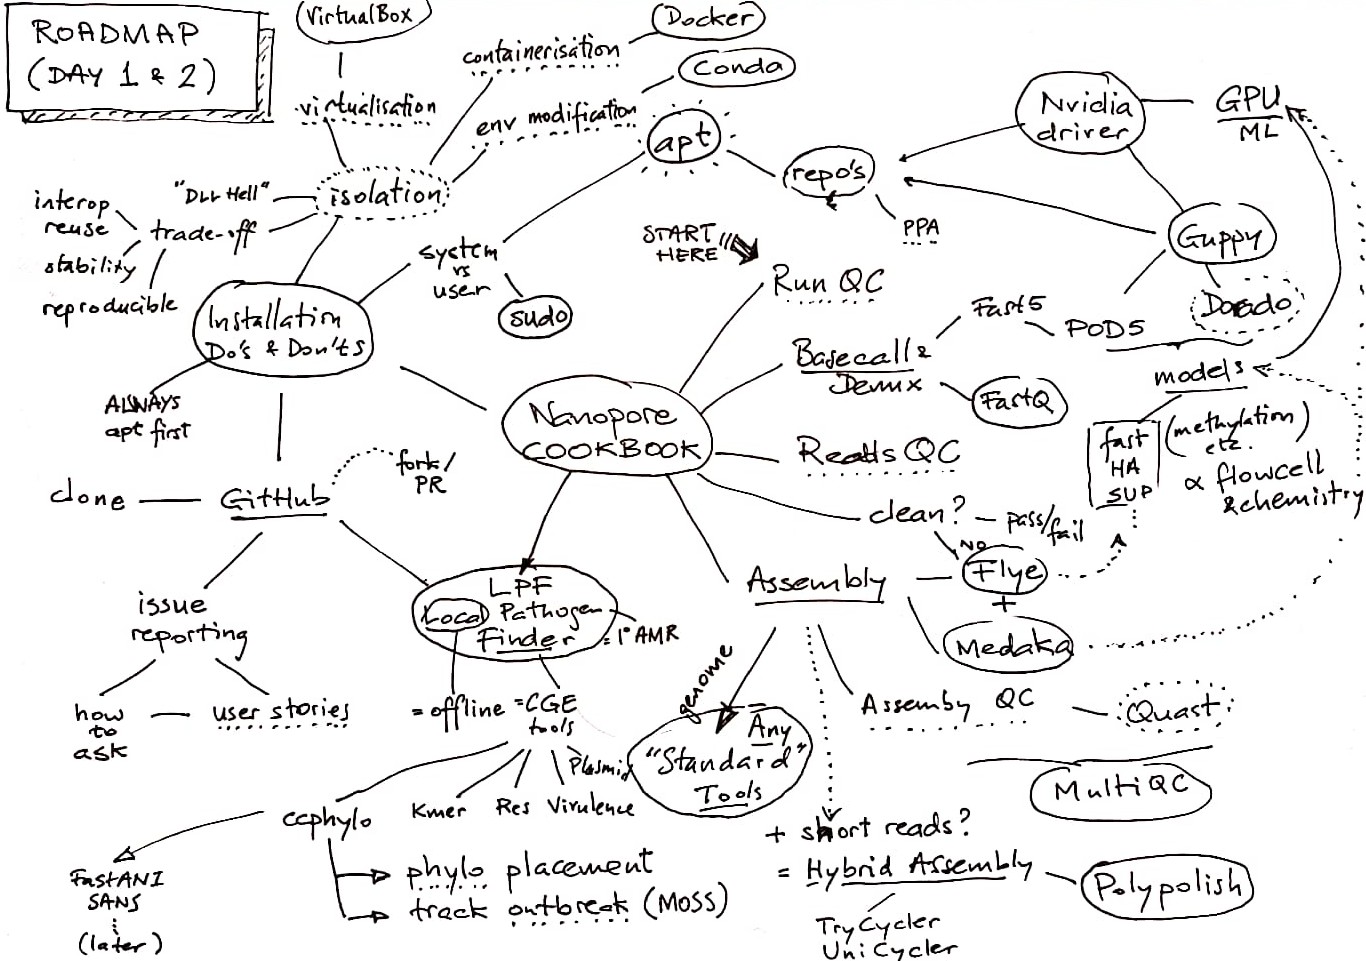 ROADMAP
(DAY 1 & 2)
VirtualBox
virtualisation
containerisation
Docker
env modification
Conda
apt
repo's
PPA
Nvidia
driver
GPU
ML
Guppy
Dorado
"DLL Hell"
isolation
trade-off
interop
reuse
stability
reproducible
system
vs
user
sudo
START
HERE
Installation
Do's & Don'ts
ALWAYS
apt first
Nanopore
COOKBOOK
Run QC
Basecall &
Demux
Fast5
POD5
FastQ
models
(methylation)
etc.
∝ flowcell
& chemistry
fast
HA
SUP
Reads QC
clean?
pass/
fail
NO
Flye
+
Medaka
Assembly
Assemby QC
Quast
MultiQC
clone
GitHub
fork/
PR
issue
reporting
how
to
ask
user stories
LPF
Local Pathogen
Finder
= 1° AMR
= offline
= CGE
tools
ccphylo
Kmer
Res
Virulence
Plasmid
genome
Any
"Standard"
Tools
FastANI
SANS
(later)
phylo placement
track outbreak (MOSS)
+ short reads?
= Hybrid Assembly
Polypolish
TryCycler
UniCycler